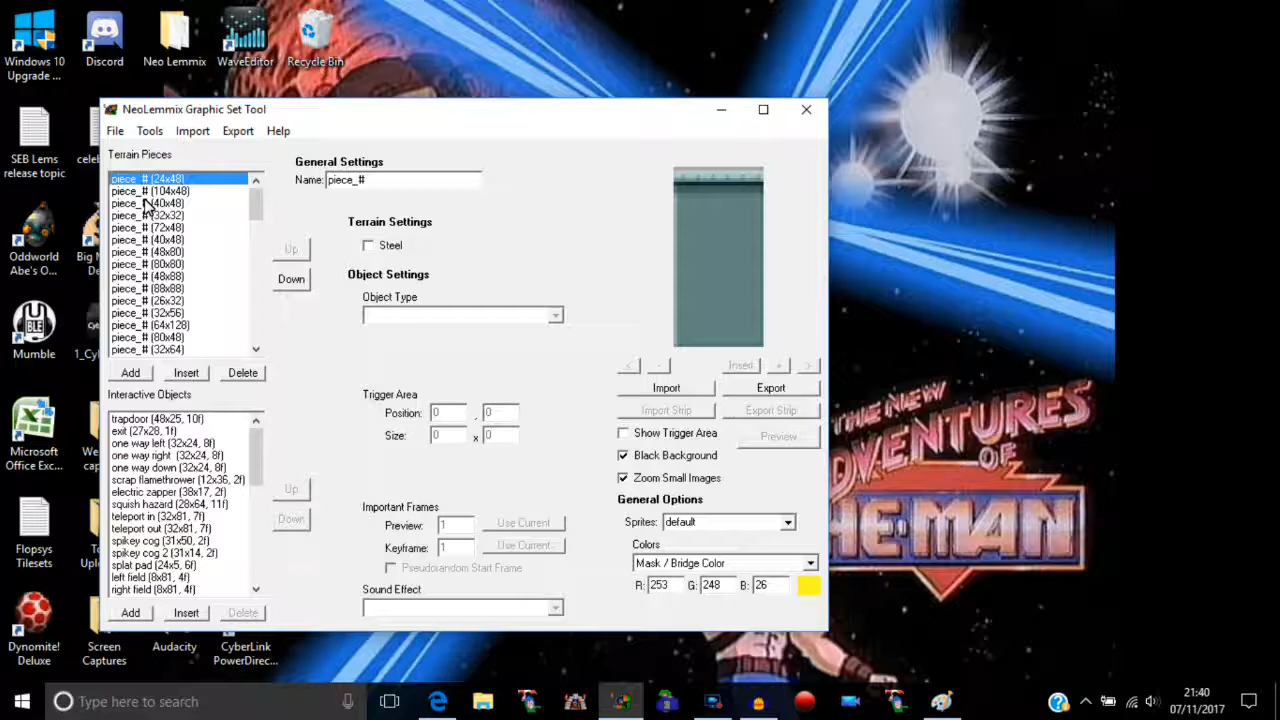 Windows 10
Upgrade ...
Discord
Neo Lemmix
WaveEditor
Recycle Bin
SEB Lems
release topic
Oddworld
Abe's O...
Mumble
Microsoft
Office Exc...
Flopsys
Tilesets
Dynomite!
Deluxe
Screen
Captures
Audacity
CyberLink
PowerDirec...
NeoLemmix Graphic Set Tool
File Tools Import Export Help
Terrain Pieces
piece_# (24x48)
piece_# (104x48)
piece_# (40x48)
piece_# (32x32)
piece_# (72x48)
piece_# (40x48)
piece_# (48x80)
piece_# (80x80)
piece_# (48x88)
piece_# (88x88)
piece_# (26x32)
piece_# (32x56)
piece_# (64x128)
piece_# (80x48)
piece_# (32x64)
Add Insert Delete
Up
Down
Interactive Objects
trapdoor (48x25, 10f)
exit (27x28, 1f)
one way left (32x24, 8f)
one way right (32x24, 8f)
one way down (32x24, 8f)
scrap flamethrower (12x36, 2f)
electric zapper (38x17, 2f)
squish hazard (28x64, 11f)
teleport in (32x81, 7f)
teleport out (32x81, 7f)
spikey cog (31x50, 2f)
spikey cog 2 (31x14, 2f)
splat pad (24x5, 6f)
left field (8x81, 4f)
right field (8x81, 4f)
Add Insert Delete
Up
Down
General Settings
Name: piece_#
Terrain Settings
Steel
Object Settings
Object Type
Trigger Area
Position: 0 , 0
Size: 0 x 0
Important Frames
Preview: 1 Use Current
Keyframe: 1 Use Current
Pseudorandom Start Frame
Sound Effect
< - Insert + >
Import Export
Import Strip Export Strip
Show Trigger Area Preview
Black Background
Zoom Small Images
General Options
Sprites: default
Colors
Mask / Bridge Color
R: 253 G: 248 B: 26
THE NEW
ADVENTURES
OF
HE-MAN
Type here to search
21:40
07/11/2017